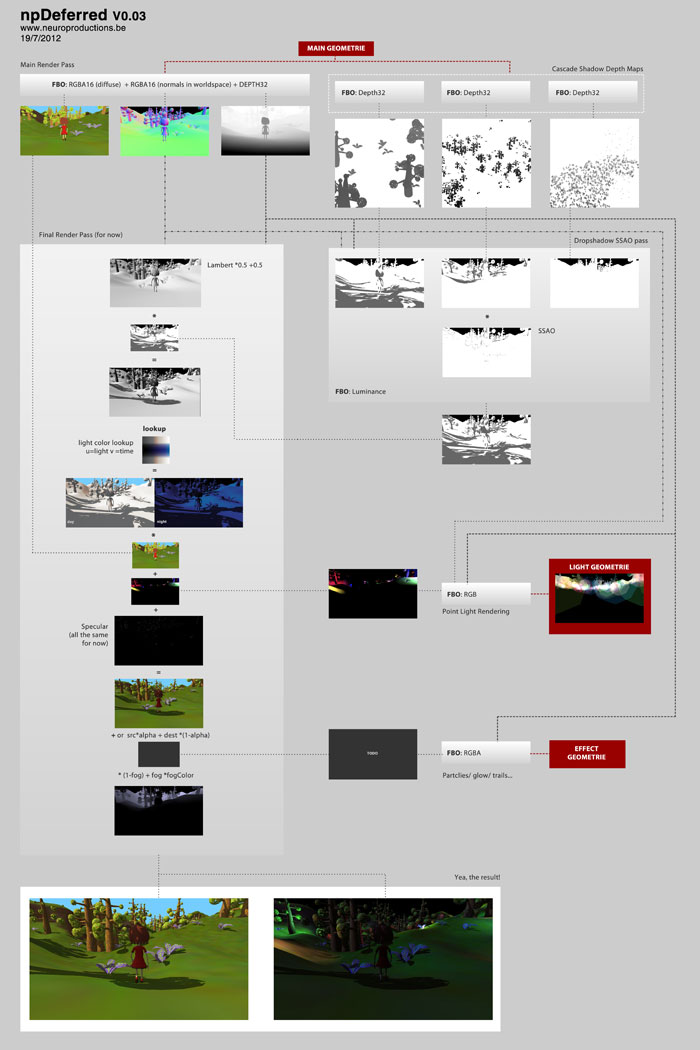 npDeferred V0.03
www.neuroproductions.be
19/7/2012
MAIN GEOMETRIE
Main Render Pass
Cascade Shadow Depth Maps
FBO: RGBA16 (diffuse) + RGBA16 (normals in worldspace) + DEPTH32
FBO: Depth32
FBO: Depth32
FBO: Depth32
Final Render Pass (for now)
Dropshadow SSAO pass
Lambert *0.5 +0.5
*
=
*
SSAO
FBO: Luminance
lookup
light color lookup
u=light v =time
=
day
night
*
+
+
Specular
(all the same
for now)
=
+ or src*alpha + dest *(1-alpha)
* (1-fog) + fog *fogColor
LIGHT GEOMETRIE
FBO: RGB
Point Light Rendering
TODO
FBO: RGBA
Partclies/ glow/ trails...
EFFECT
GEOMETRIE
Yea, the result!